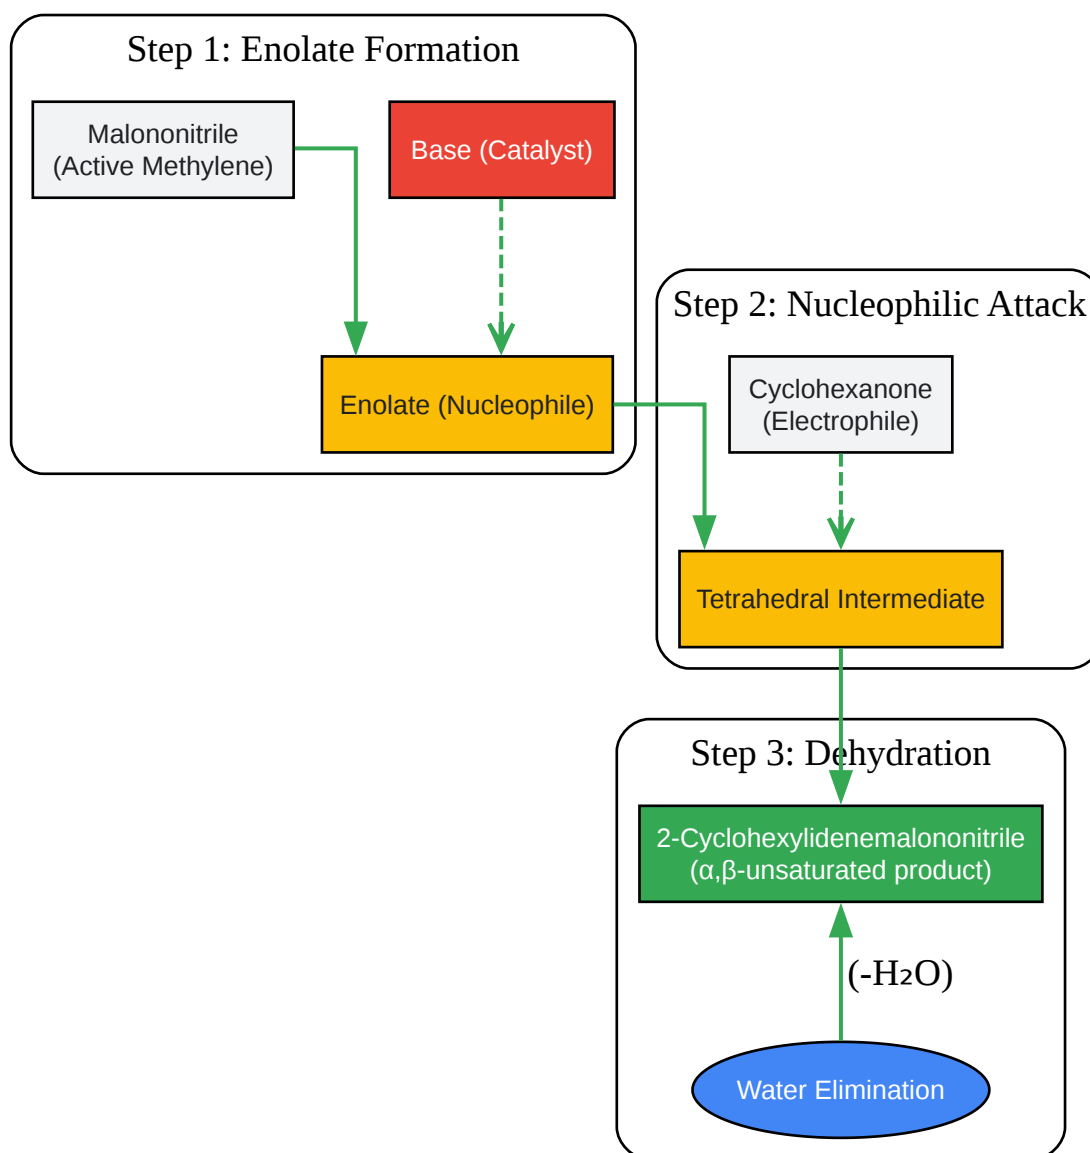 Step 1: Enolate Formation
Malononitrile
(Active Methylene)
Base (Catalyst)
Enolate (Nucleophile)
Step 2: Nucleophilic Attack
Cyclohexanone
(Electrophile)
Tetrahedral Intermediate
Step 3: Dehydration
2-Cyclohexylidenemalononitrile
(α,β-unsaturated product)
(-H₂O)
Water Elimination